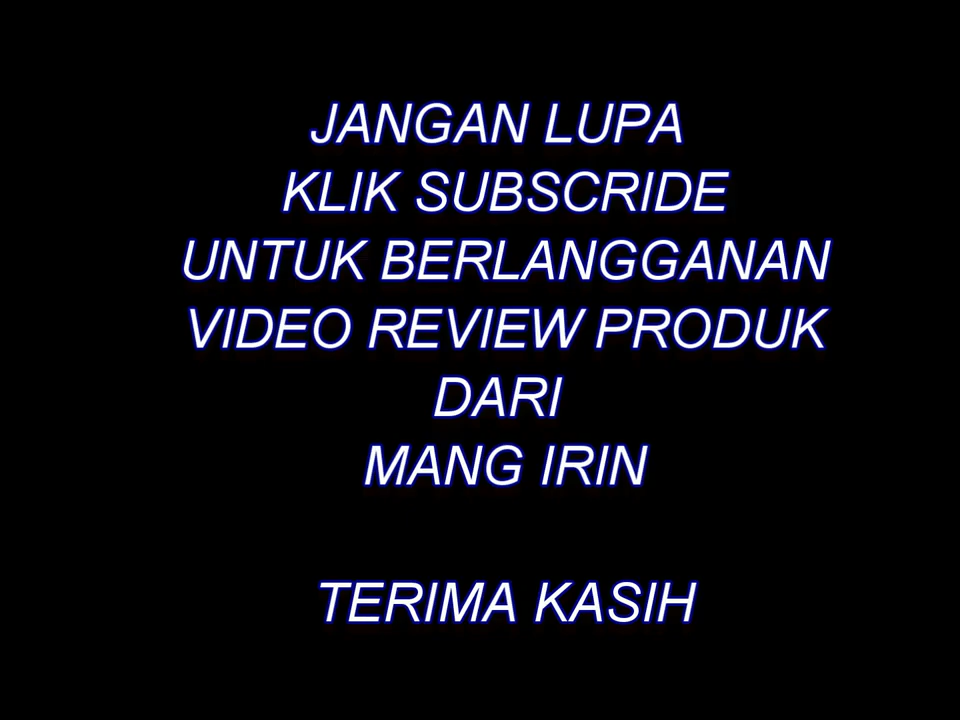 JANGAN LUPA
KLIK SUBSCRIDE
UNTUK BERLANGGANAN
VIDEO REVIEW PRODUK
DARI
MANG IRIN
TERIMA KASIH